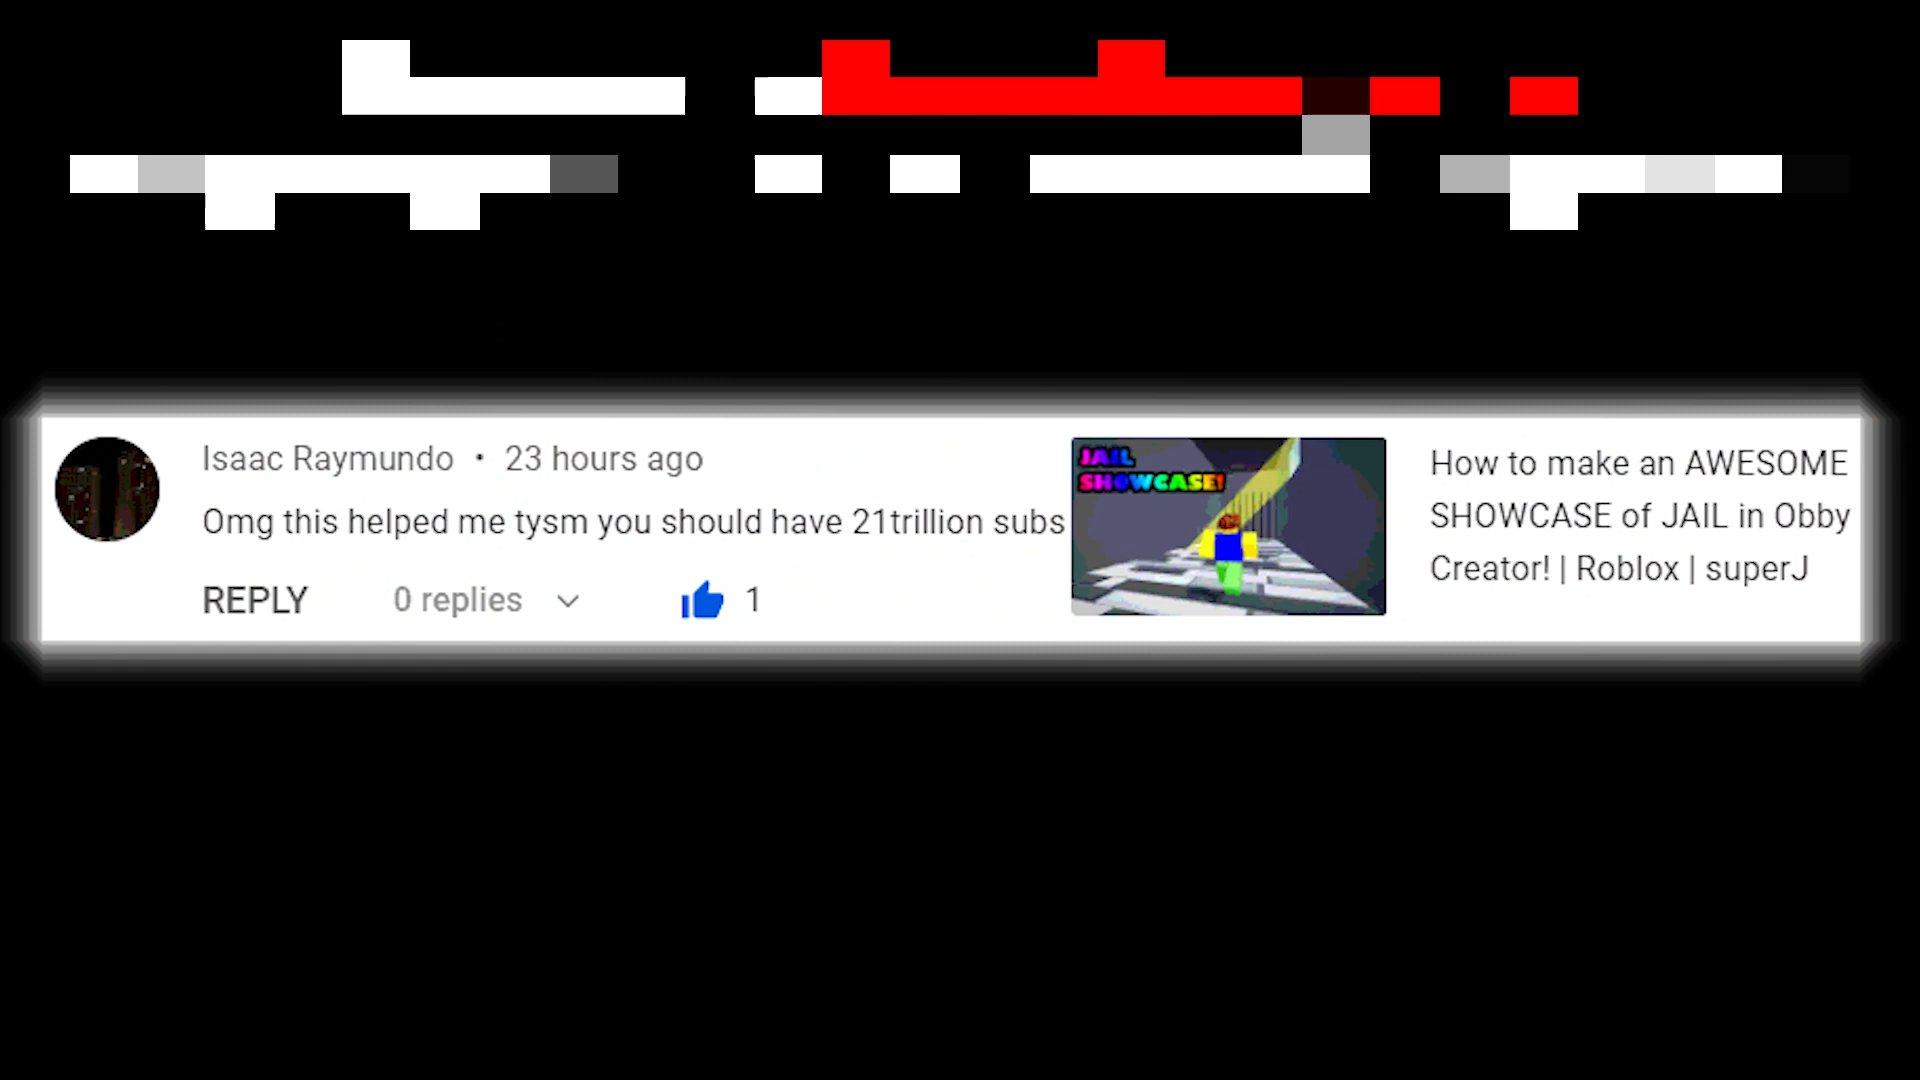 Isaac Raymundo • 23 hours ago
Omg this helped me tysm you should have 21trillion subs
REPLY 0 replies 1
JAIL
SHOWCASE!
How to make an AWESOME
SHOWCASE of JAIL in Obby
Creator! | Roblox | superJ